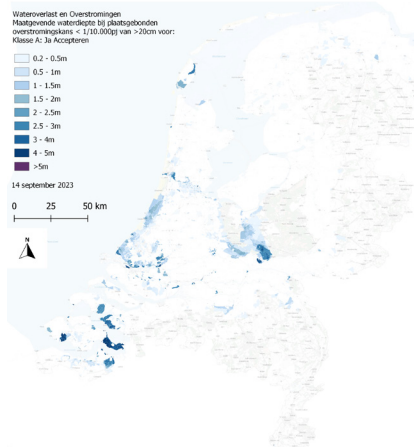 Wateroverlast en Overstromingen
Maatgevende waterdiepte bij plaatsgebonden
overstromingskans < 1/10.000pj van >20cm voor:
Klasse A: Ja Accepteren
0.2 - 0.5m
0.5 - 1m
1 - 1.5m
1.5 - 2m
2 - 2.5m
2.5 - 3m
3 - 4m
4 - 5m
>5m
14 september 2023
0 25 50 km
N